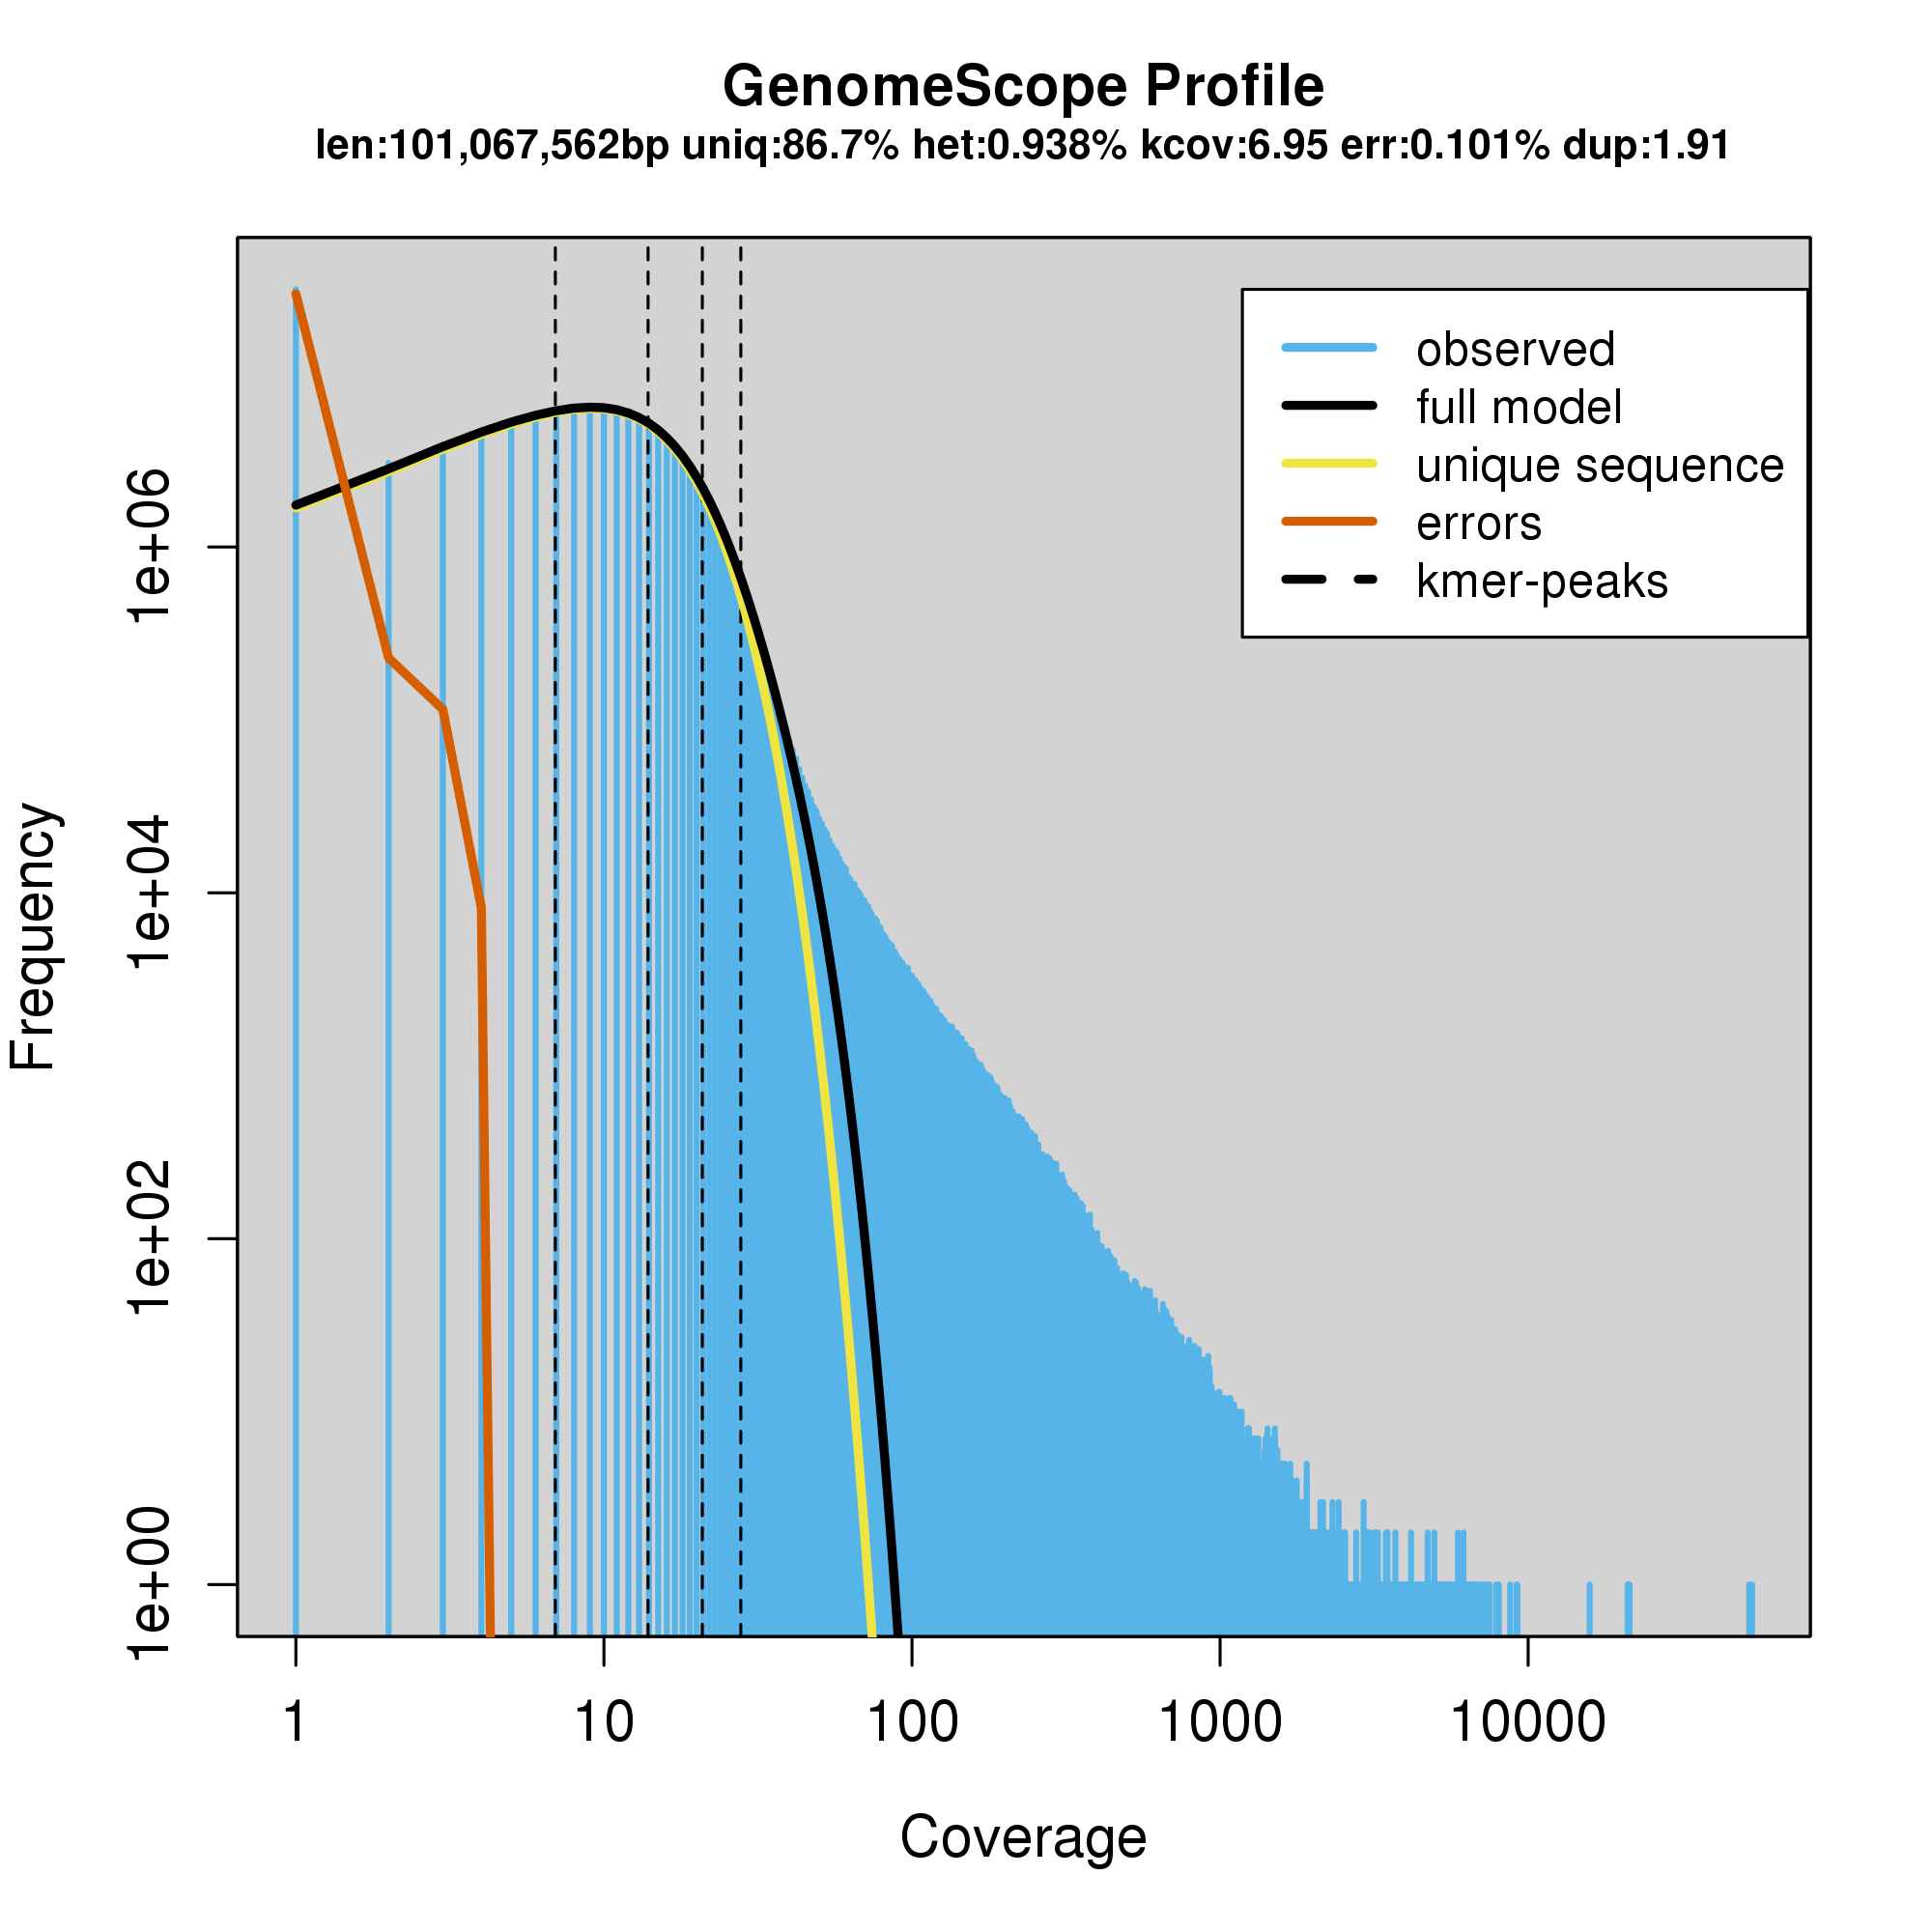 GenomeScope Profile
len:101,067,562bp uniq:86.7% het:0.938% kcov:6.95 err:0.101% dup:1.91
observed
full model
unique sequence
errors
kmer-peaks
Frequency
1e+06
1e+04
1e+02
1e+00
1 10 100 1000 10000
Coverage